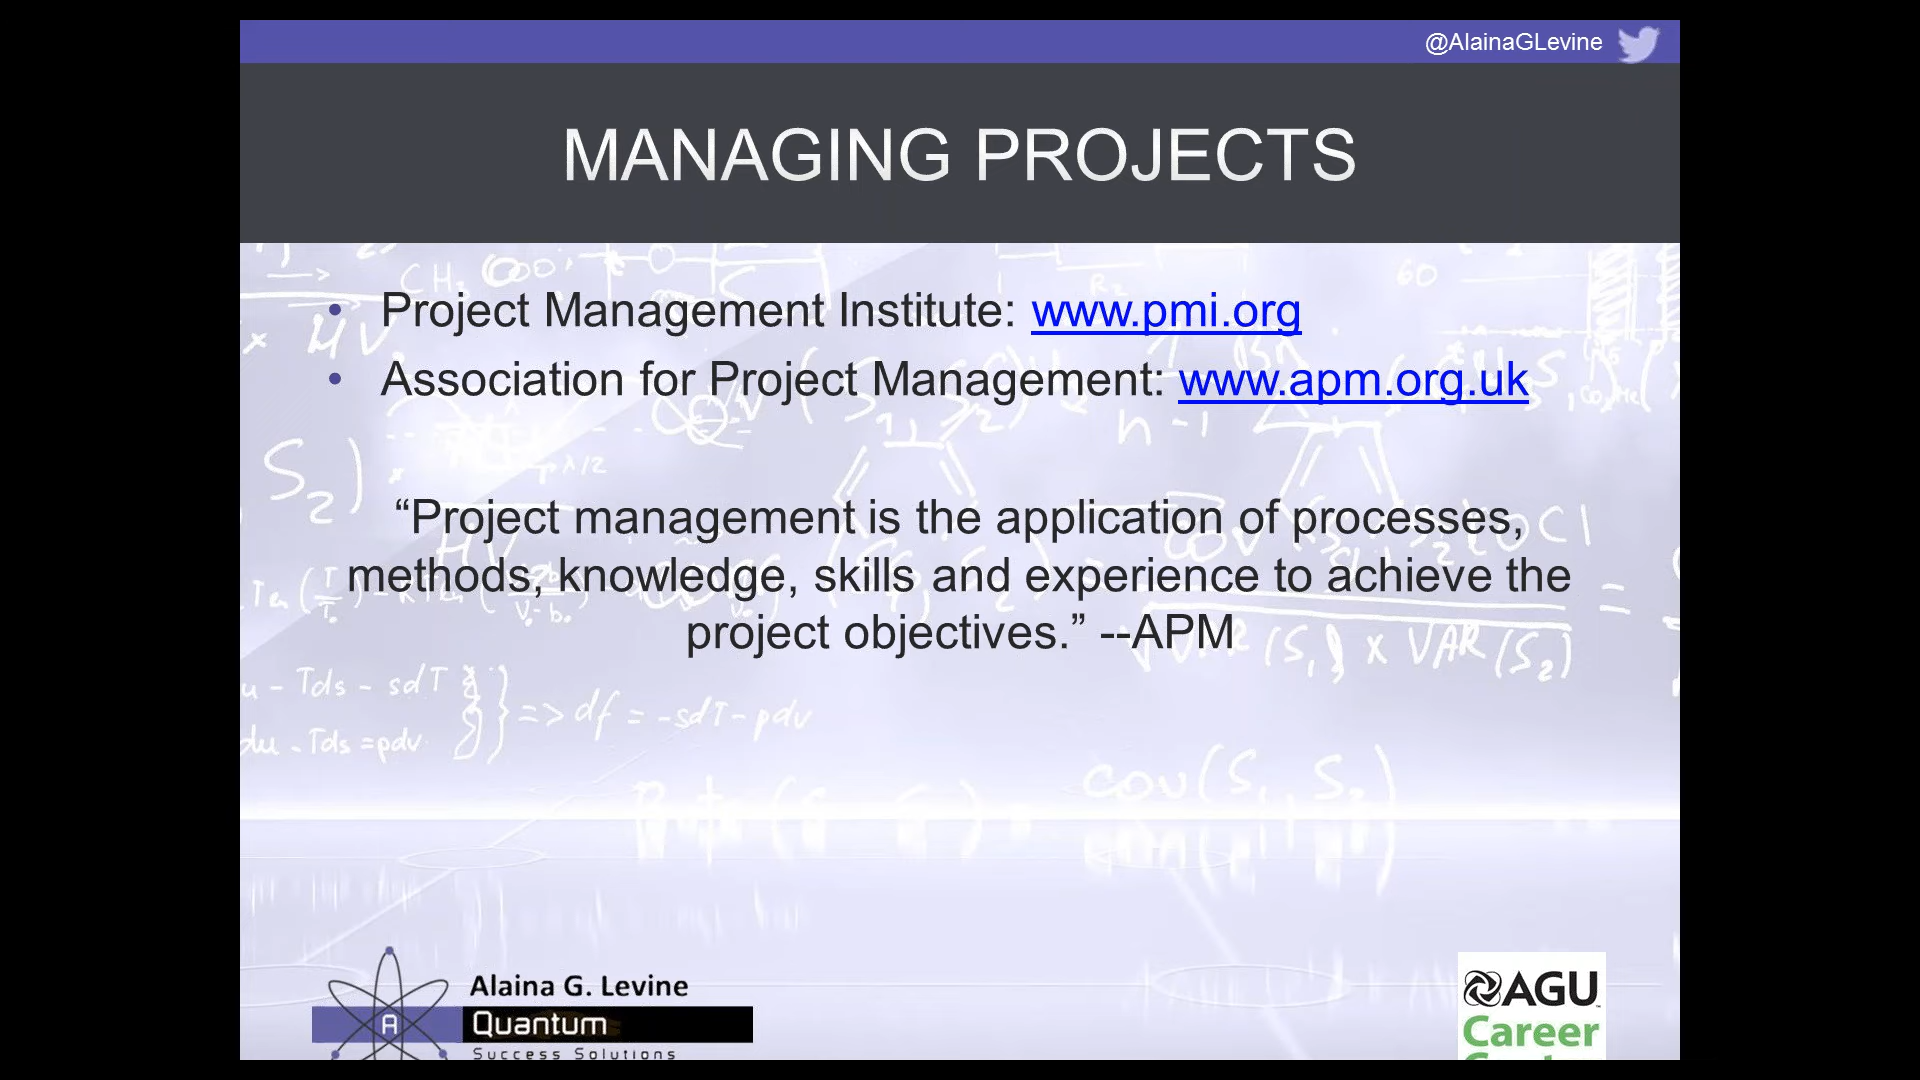 @AlainaGLevine
MANAGING PROJECTS
• Project Management Institute: www.pmi.org
• Association for Project Management: www.apm.org.uk
“Project management is the application of processes,
methods, knowledge, skills and experience to achieve the
project objectives.” --APM
A
Alaina G. Levine
Quantum
Success Solutions
AGU
Career